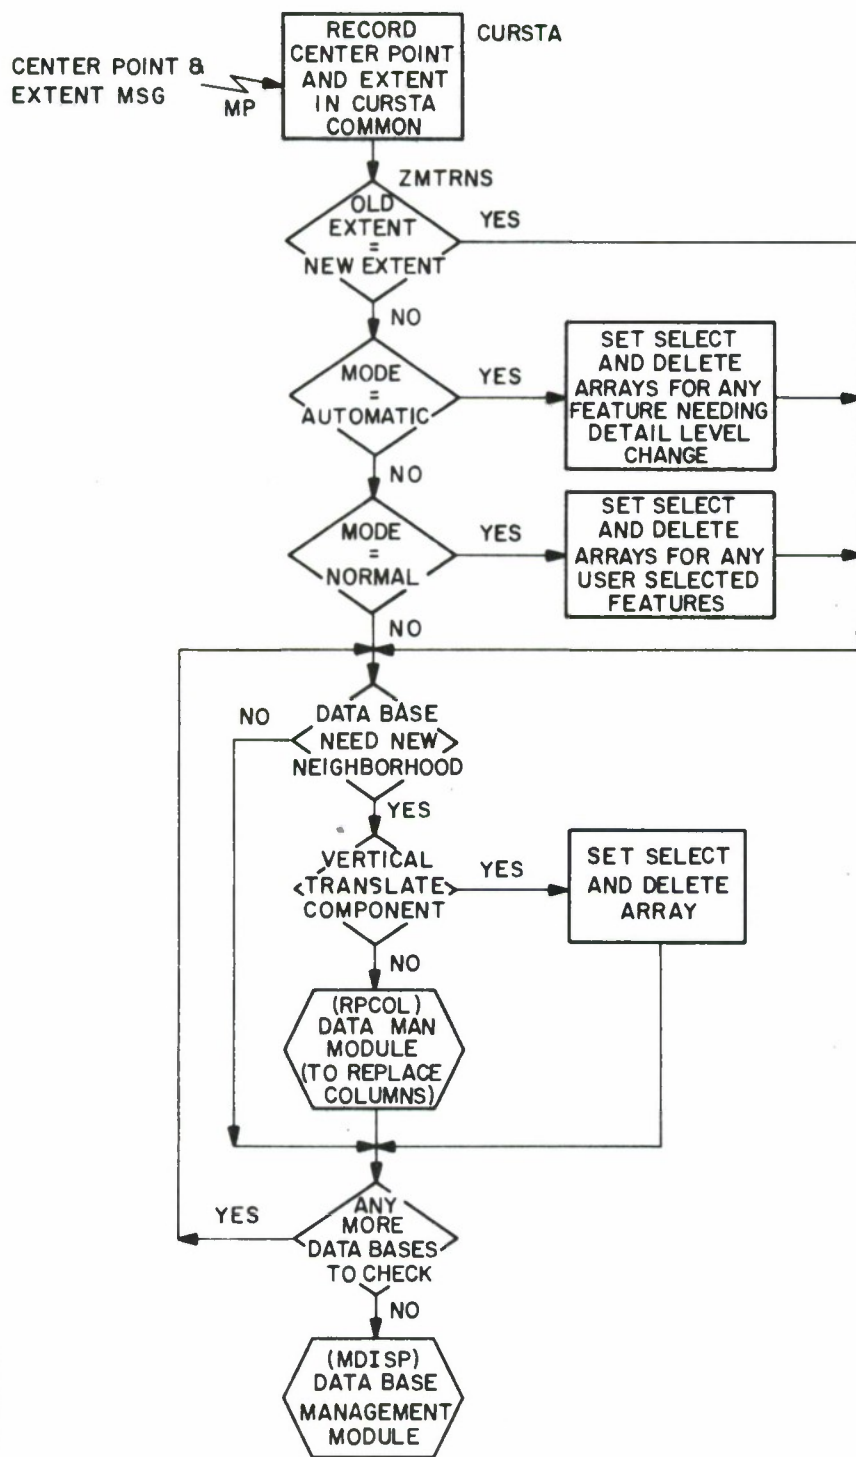 RECORD
CENTER POINT
AND EXTENT
IN CURSTA
COMMON
CURSTA
CENTER POINT &
EXTENT MSG
MP
ZMTRNS
OLD
EXTENT
=
NEW EXTENT
YES
NO
MODE
=
AUTOMATIC
YES
SET SELECT
AND DELETE
ARRAYS FOR ANY
FEATURE NEEDING
DETAIL LEVEL
CHANGE
NO
MODE
=
NORMAL
YES
SET SELECT
AND DELETE
ARRAYS FOR ANY
USER SELECTED
FEATURES
NO
DATA BASE
NEED NEW
NEIGHBORHOOD
NO
YES
VERTICAL
TRANSLATE
COMPONENT
YES
SET SELECT
AND DELETE
ARRAY
NO
(RPCOL)
DATA MAN
MODULE
(TO REPLACE
COLUMNS)
ANY
MORE
DATA BASES
TO CHECK
YES
NO
(MDISP)
DATA BASE
MANAGEMENT
MODULE